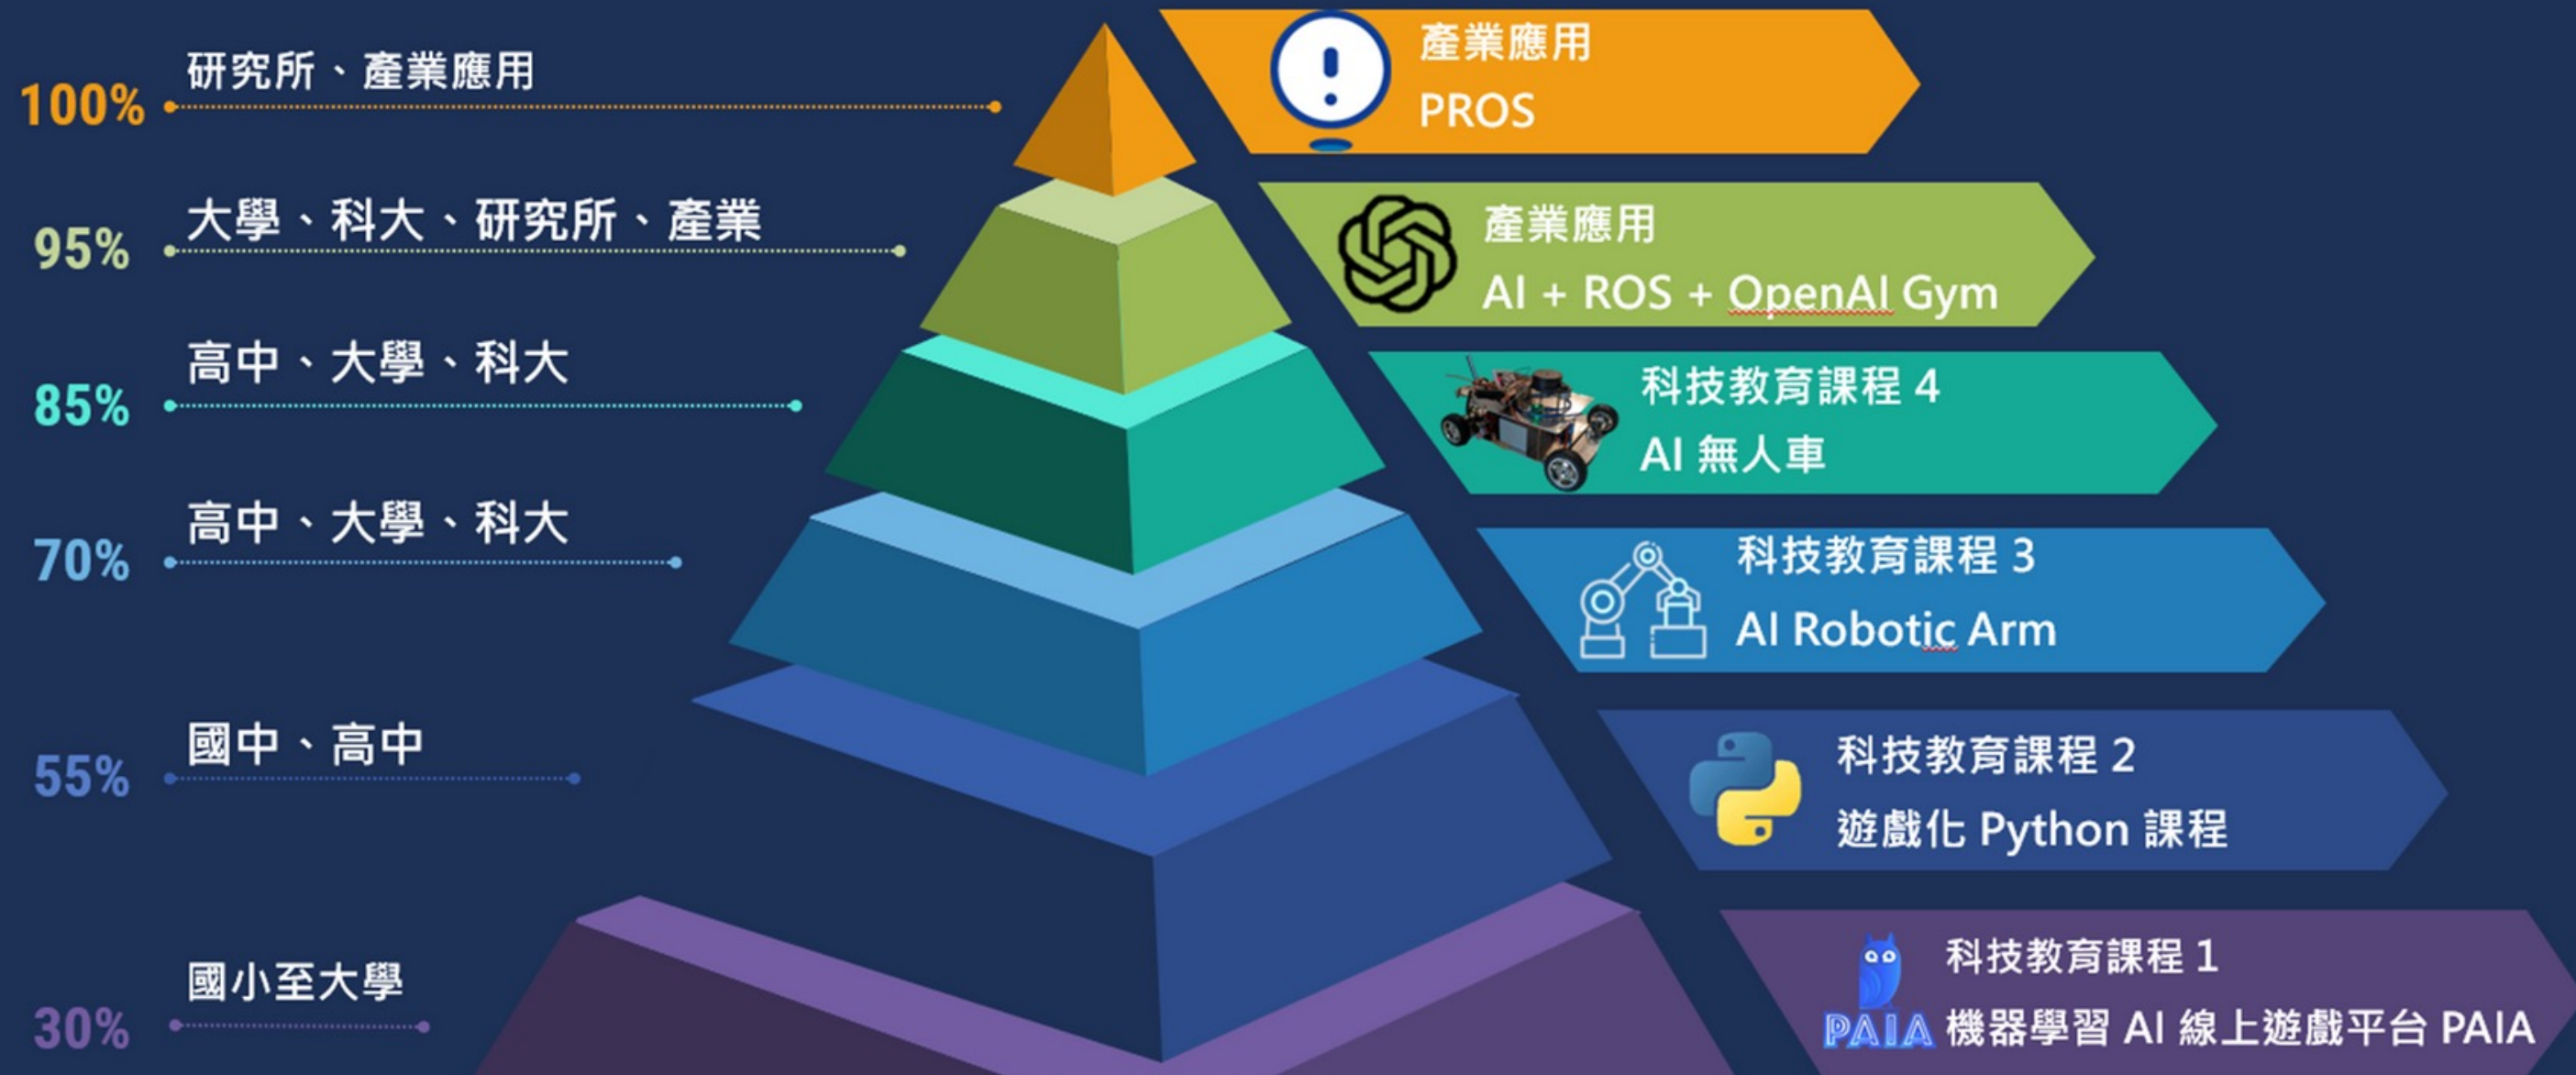 研究所、產業應用
100%
產業應用
PROS
大學、科大、研究所、產業
95%
產業應用
AI + ROS + OpenAI Gym
高中、大學、科大
85%
科技教育課程 4
AI 無人車
高中、大學、科大
70%
科技教育課程 3
AI Robotic Arm
國中、高中
55%
科技教育課程 2
遊戲化 Python 課程
國小至大學
30%
科技教育課程 1
PAIA
機器學習 AI 線上遊戲平台 PAIA